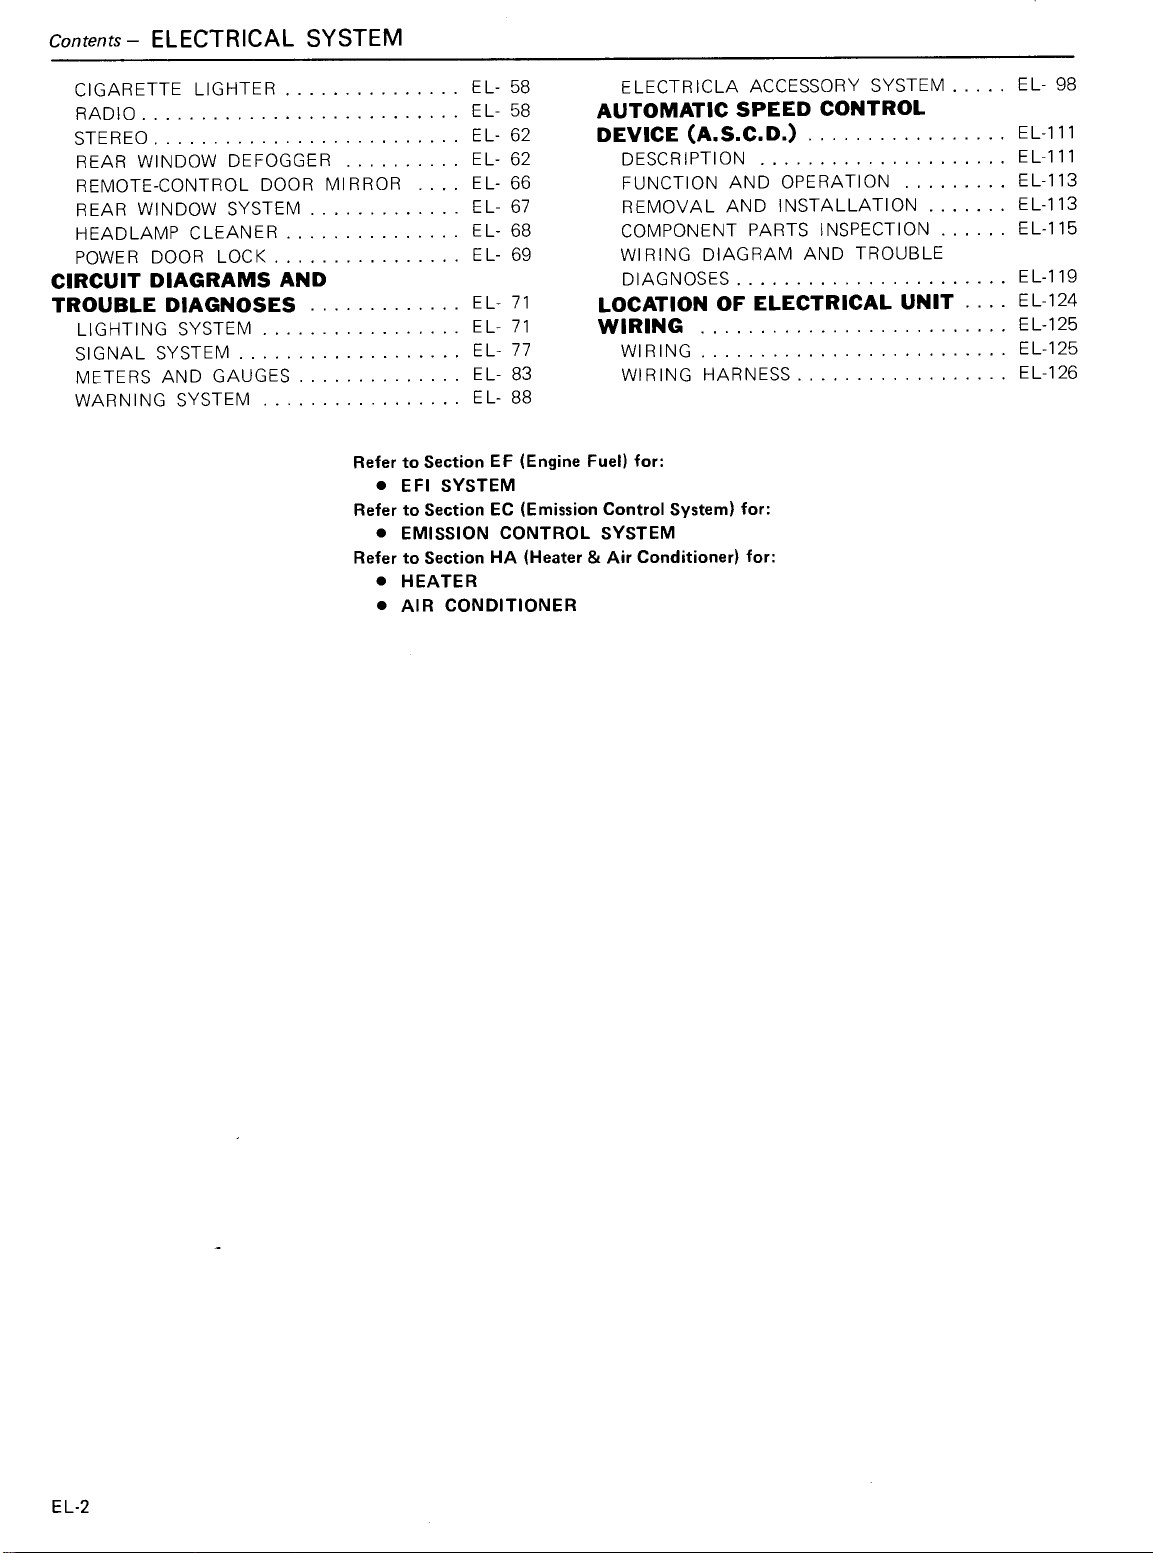 Contents – ELECTRICAL SYSTEM
CIGARETTE LIGHTER . . . . . . . . . . . . . . . EL- 58
RADIO . . . . . . . . . . . . . . . . . . . . . . . . . . . EL- 58
STEREO . . . . . . . . . . . . . . . . . . . . . . . . . . EL- 62
REAR WINDOW DEFOGGER . . . . . . . . . . EL- 62
REMOTE-CONTROL DOOR MIRROR . . . . EL- 66
REAR WINDOW SYSTEM . . . . . . . . . . . . . EL- 67
HEADLAMP CLEANER . . . . . . . . . . . . . . . EL- 68
POWER DOOR LOCK . . . . . . . . . . . . . . . . EL- 69
CIRCUIT DIAGRAMS AND
TROUBLE DIAGNOSES . . . . . . . . . . . . . EL- 71
LIGHTING SYSTEM . . . . . . . . . . . . . . . . . EL- 71
SIGNAL SYSTEM . . . . . . . . . . . . . . . . . . . EL- 77
METERS AND GAUGES . . . . . . . . . . . . . . EL- 83
WARNING SYSTEM . . . . . . . . . . . . . . . . . EL- 88
ELECTRICLA ACCESSORY SYSTEM . . . . . EL- 98
AUTOMATIC SPEED CONTROL
DEVICE (A.S.C.D.) . . . . . . . . . . . . . . . . . EL-111
DESCRIPTION . . . . . . . . . . . . . . . . . . . . . EL-111
FUNCTION AND OPERATION . . . . . . . . . EL-113
REMOVAL AND INSTALLATION . . . . . . . EL-113
COMPONENT PARTS INSPECTION . . . . . . EL-115
WIRING DIAGRAM AND TROUBLE
DIAGNOSES . . . . . . . . . . . . . . . . . . . . . . . EL-119
LOCATION OF ELECTRICAL UNIT . . . . EL-124
WIRING . . . . . . . . . . . . . . . . . . . . . . . . . . EL-125
WIRING . . . . . . . . . . . . . . . . . . . . . . . . . . EL-125
WIRING HARNESS . . . . . . . . . . . . . . . . . . EL-126
Refer to Section EF (Engine Fuel) for:
● EFI SYSTEM
Refer to Section EC (Emission Control System) for:
● EMISSION CONTROL SYSTEM
Refer to Section HA (Heater & Air Conditioner) for:
● HEATER
● AIR CONDITIONER
EL-2